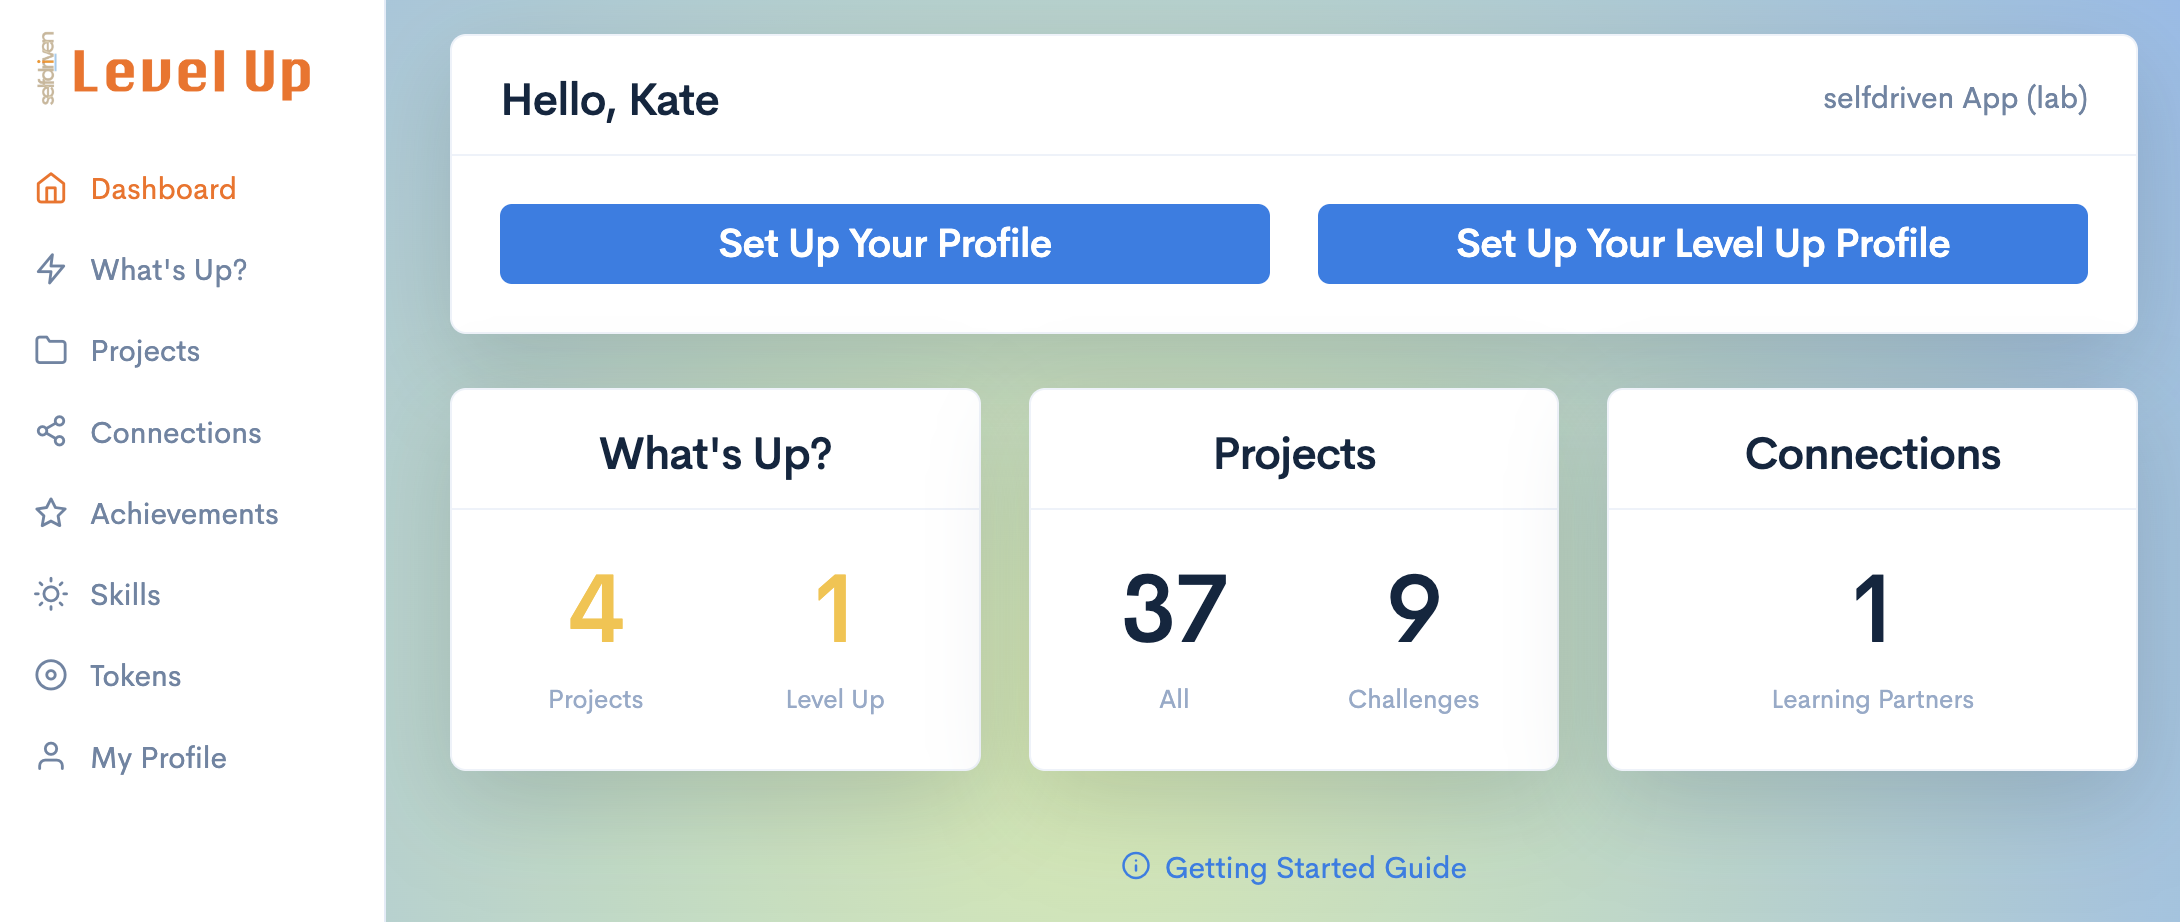 selfdriven
Level Up
Dashboard
What's Up?
Projects
Connections
Achievements
Skills
Tokens
My Profile
Hello, Kate
selfdriven App (lab)
Set Up Your Profile
Set Up Your Level Up Profile
What's Up?
4 1
Projects Level Up
Projects
37 9
All Challenges
Connections
1
Learning Partners
Getting Started Guide